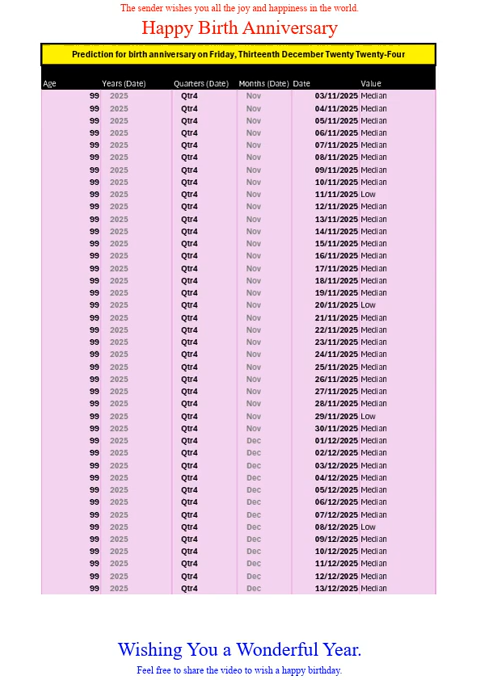 The sender wishes you all the joy and happiness in the world.
Happy Birth Anniversary
Prediction for birth anniversary on Friday, Thirteenth December Twenty Twenty-Four
Age Years (Date) Quarters (Date) Months (Date) Date Value
99 2025 Qtr4 Nov 03/11/2025 Median
99 2025 Qtr4 Nov 04/11/2025 Median
99 2025 Qtr4 Nov 05/11/2025 Median
99 2025 Qtr4 Nov 06/11/2025 Median
99 2025 Qtr4 Nov 07/11/2025 Median
99 2025 Qtr4 Nov 08/11/2025 Median
99 2025 Qtr4 Nov 09/11/2025 Median
99 2025 Qtr4 Nov 10/11/2025 Median
99 2025 Qtr4 Nov 11/11/2025 Low
99 2025 Qtr4 Nov 12/11/2025 Median
99 2025 Qtr4 Nov 13/11/2025 Median
99 2025 Qtr4 Nov 14/11/2025 Median
99 2025 Qtr4 Nov 15/11/2025 Median
99 2025 Qtr4 Nov 16/11/2025 Median
99 2025 Qtr4 Nov 17/11/2025 Median
99 2025 Qtr4 Nov 18/11/2025 Median
99 2025 Qtr4 Nov 19/11/2025 Median
99 2025 Qtr4 Nov 20/11/2025 Low
99 2025 Qtr4 Nov 21/11/2025 Median
99 2025 Qtr4 Nov 22/11/2025 Median
99 2025 Qtr4 Nov 23/11/2025 Median
99 2025 Qtr4 Nov 24/11/2025 Median
99 2025 Qtr4 Nov 25/11/2025 Median
99 2025 Qtr4 Nov 26/11/2025 Median
99 2025 Qtr4 Nov 27/11/2025 Median
99 2025 Qtr4 Nov 28/11/2025 Median
99 2025 Qtr4 Nov 29/11/2025 Low
99 2025 Qtr4 Nov 30/11/2025 Median
99 2025 Qtr4 Dec 01/12/2025 Median
99 2025 Qtr4 Dec 02/12/2025 Median
99 2025 Qtr4 Dec 03/12/2025 Median
99 2025 Qtr4 Dec 04/12/2025 Median
99 2025 Qtr4 Dec 05/12/2025 Median
99 2025 Qtr4 Dec 06/12/2025 Median
99 2025 Qtr4 Dec 07/12/2025 Median
99 2025 Qtr4 Dec 08/12/2025 Low
99 2025 Qtr4 Dec 09/12/2025 Median
99 2025 Qtr4 Dec 10/12/2025 Median
99 2025 Qtr4 Dec 11/12/2025 Median
99 2025 Qtr4 Dec 12/12/2025 Median
99 2025 Qtr4 Dec 13/12/2025 Median
Wishing You a Wonderful Year.
Feel free to share the video to wish a happy birthday.